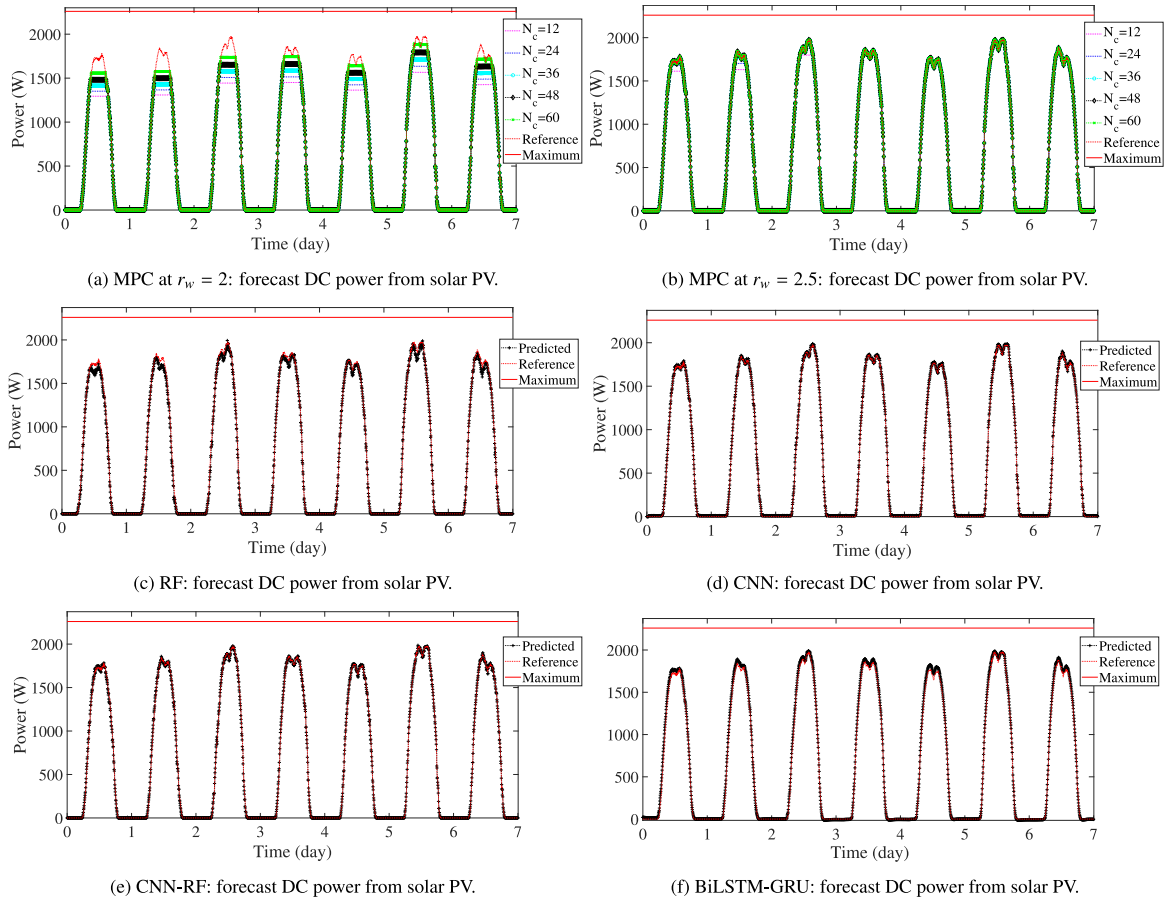 2000
1500
1000
500
0
Power (W)
0 1 2 3 4 5 6 7
Time (day)
N_c=12
N_c=24
N_c=36
N_c=48
N_c=60
Reference
Maximum
(a) MPC at r_w = 2: forecast DC power from solar PV.
2000
1500
1000
500
0
Power (W)
0 1 2 3 4 5 6 7
Time (day)
N_c=12
N_c=24
N_c=36
N_c=48
N_c=60
Reference
Maximum
(b) MPC at r_w = 2.5: forecast DC power from solar PV.
2000
1500
1000
500
0
Power (W)
0 1 2 3 4 5 6 7
Time (day)
Predicted
Reference
Maximum
(c) RF: forecast DC power from solar PV.
2000
1500
1000
500
0
Power (W)
0 1 2 3 4 5 6 7
Time (day)
Predicted
Reference
Maximum
(d) CNN: forecast DC power from solar PV.
2000
1500
1000
500
0
Power (W)
0 1 2 3 4 5 6 7
Time (day)
Predicted
Reference
Maximum
(e) CNN-RF: forecast DC power from solar PV.
2000
1500
1000
500
0
Power (W)
0 1 2 3 4 5 6 7
Time (day)
Predicted
Reference
Maximum
(f) BiLSTM-GRU: forecast DC power from solar PV.